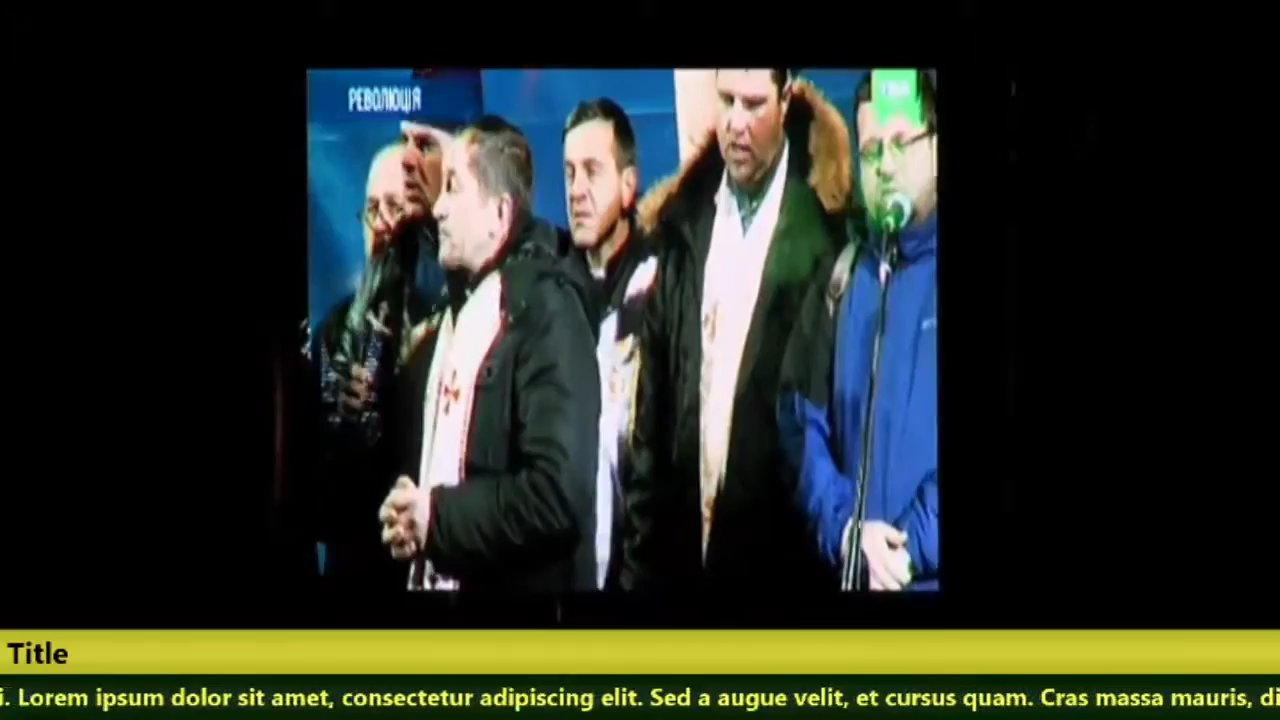 РЕВОЛЮЦІЯ
Title
i. Lorem ipsum dolor sit amet, consectetur adipiscing elit. Sed a augue velit, et cursus quam. Cras massa mauris, di